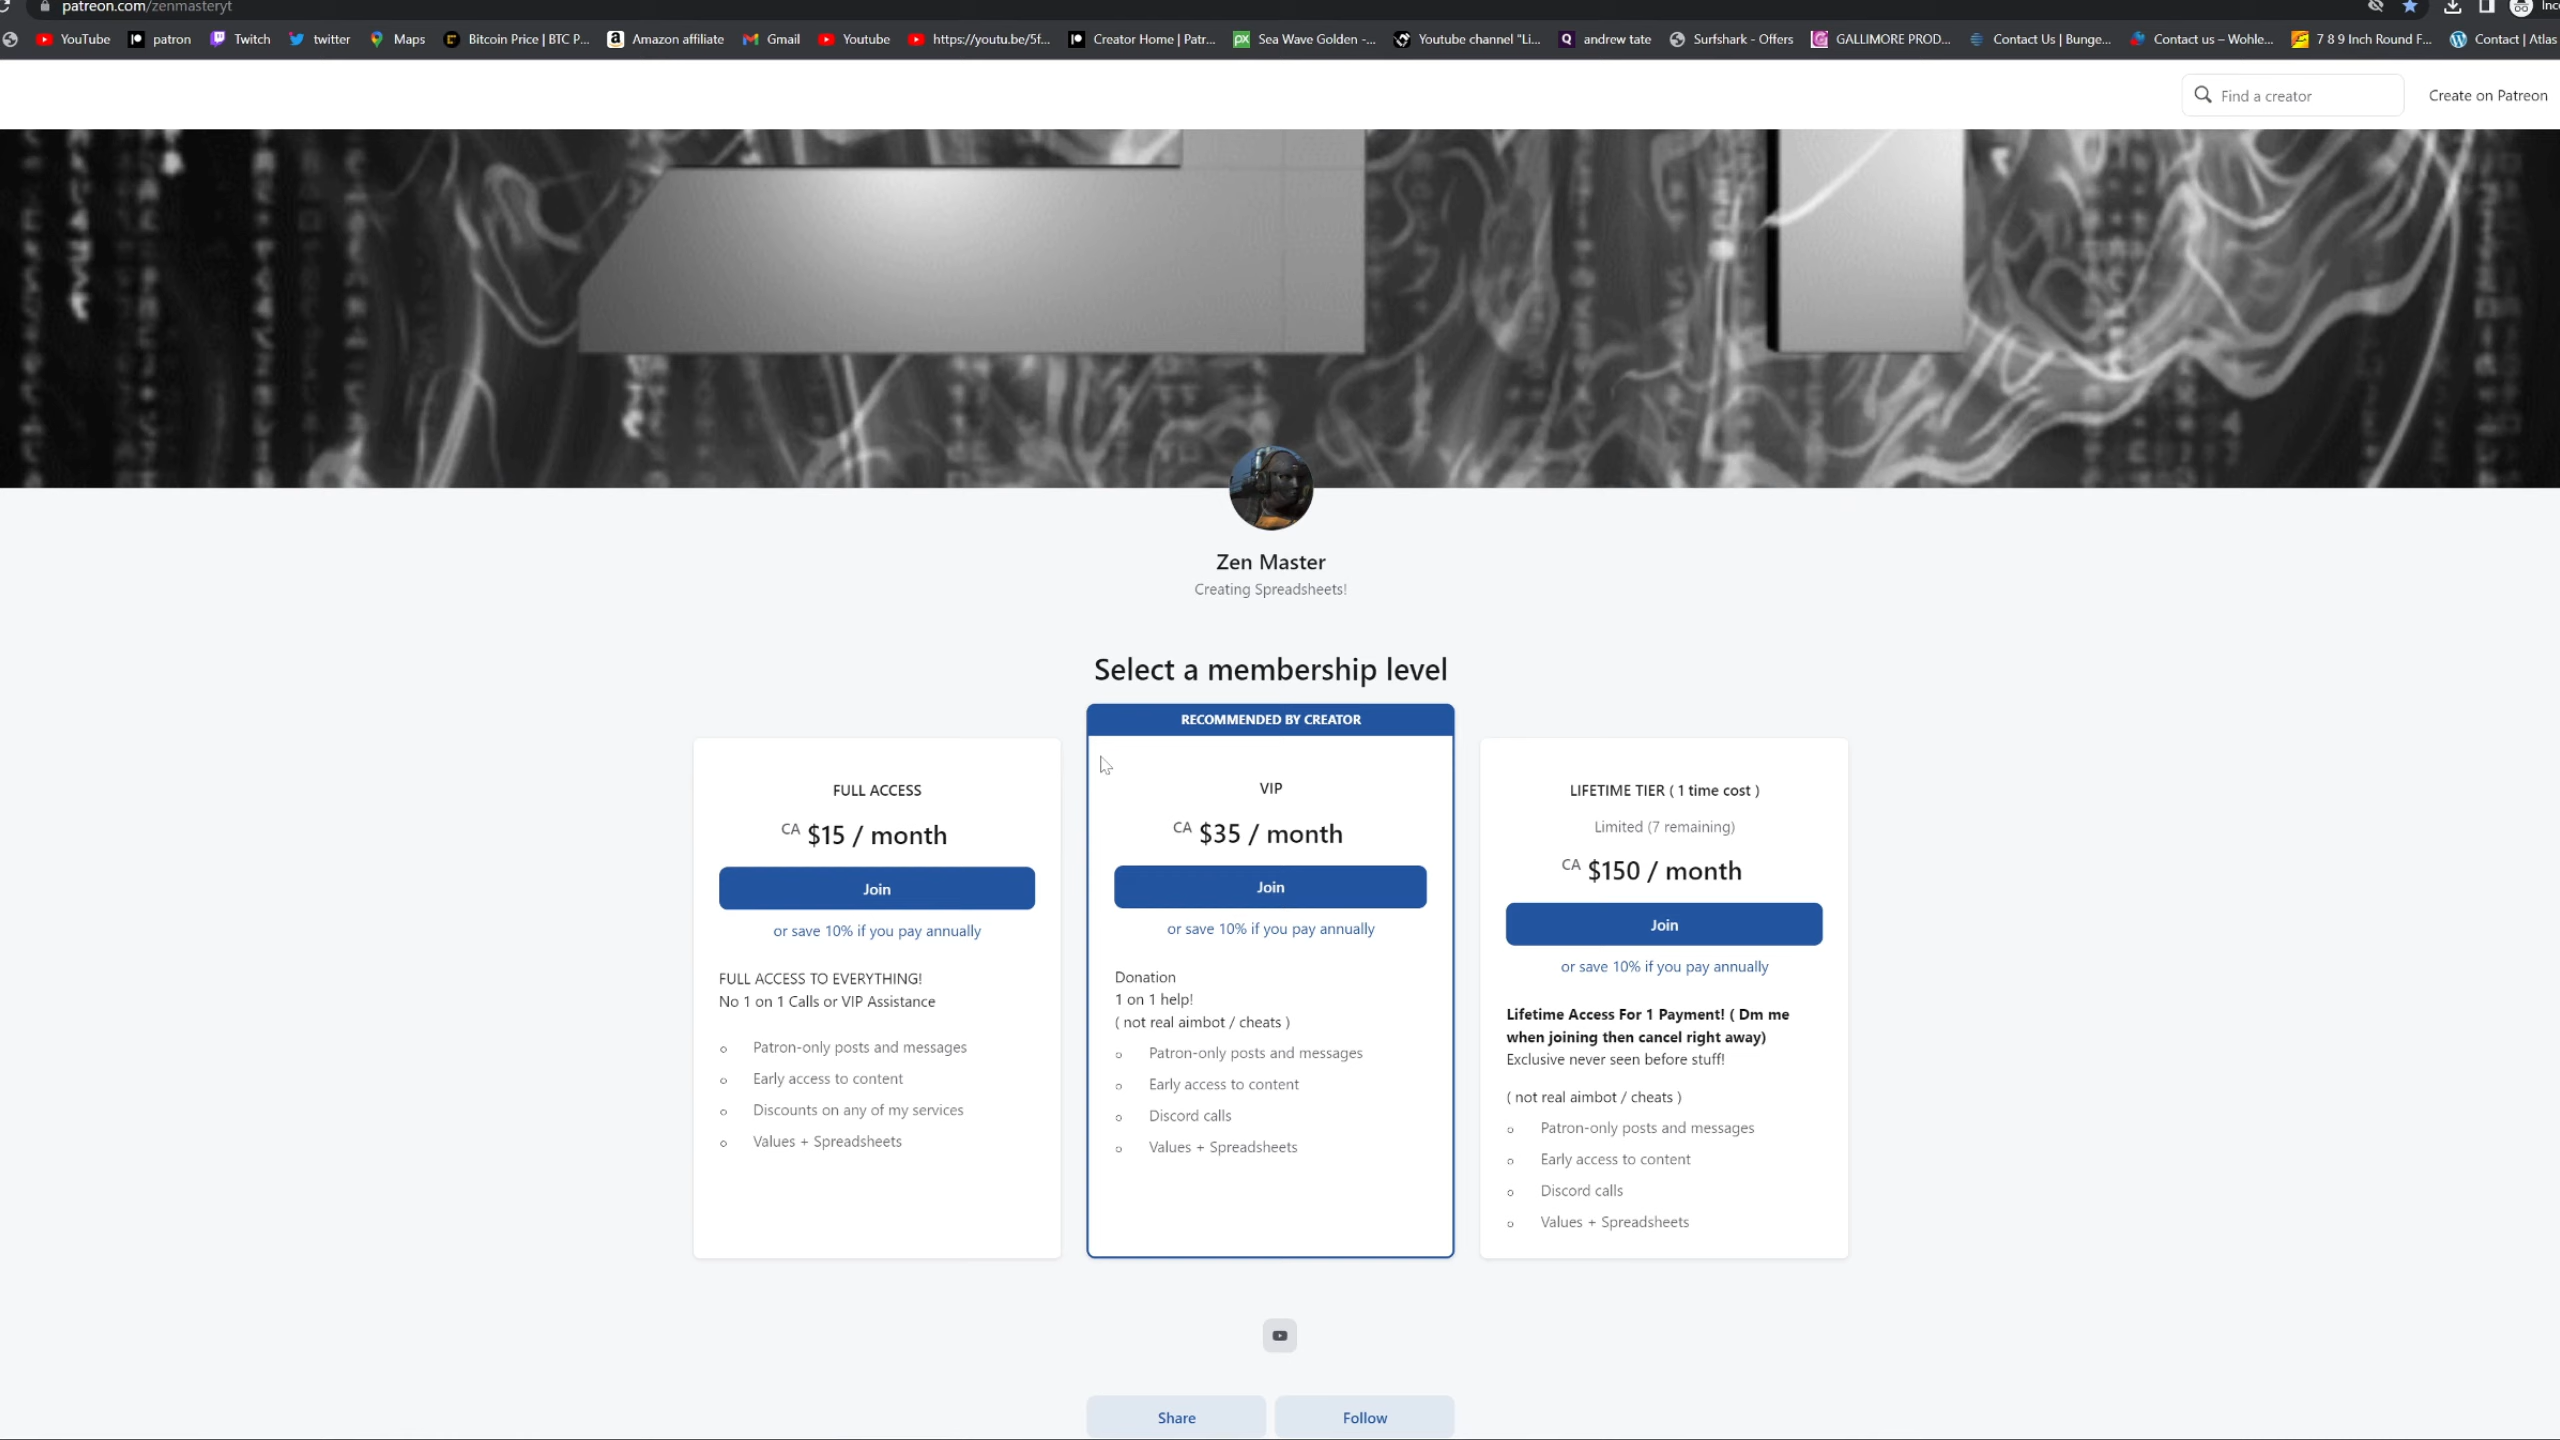 patreon.com/zenmasteryt
YouTube patron Twitch twitter Maps Bitcoin Price | BTC P... Amazon affiliate Gmail Youtube https://youtu.be/5f... Creator Home | Patr... Sea Wave Golden -... Youtube channel "Li... andrew tate Surfshark - Offers GALLIMORE PROD... Contact Us | Bunge... Contact us – Wohle... 7 8 9 Inch Round F... Contact | Atlas
Find a creator
Create on Patreon
Zen Master
Creating Spreadsheets!
Select a membership level
RECOMMENDED BY CREATOR
FULL ACCESS
CA $15 / month
Join
or save 10% if you pay annually
FULL ACCESS TO EVERYTHING!
No 1 on 1 Calls or VIP Assistance
Patron-only posts and messages
Early access to content
Discounts on any of my services
Values + Spreadsheets
VIP
CA $35 / month
Join
or save 10% if you pay annually
Donation
1 on 1 help!
( not real aimbot / cheats )
Patron-only posts and messages
Early access to content
Discord calls
Values + Spreadsheets
LIFETIME TIER ( 1 time cost )
Limited (7 remaining)
CA $150 / month
Join
or save 10% if you pay annually
Lifetime Access For 1 Payment! ( Dm me
when joining then cancel right away)
Exclusive never seen before stuff!
( not real aimbot / cheats )
Patron-only posts and messages
Early access to content
Discord calls
Values + Spreadsheets
Share
Follow